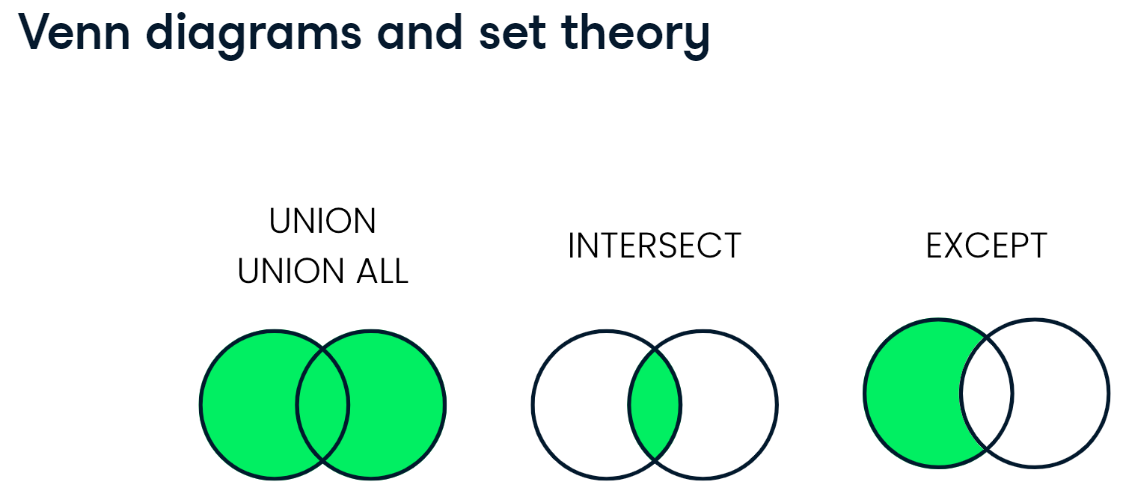 Venn diagrams and set theory
UNION
UNION ALL
INTERSECT
EXCEPT